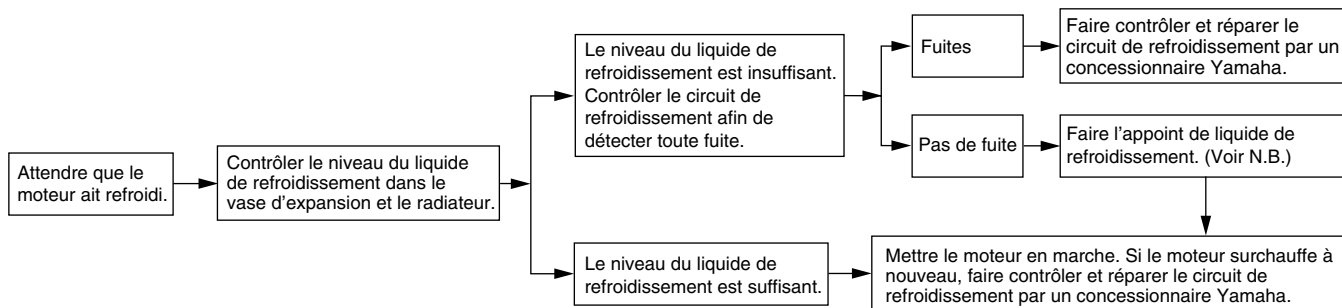 Attendre que le
moteur ait refroidi.
Contrôler le niveau du liquide
de refroidissement dans le
vase d'expansion et le radiateur.
Le niveau du liquide de
refroidissement est insuffisant.
Contrôler le circuit de
refroidissement afin de
détecter toute fuite.
Fuites
Faire contrôler et réparer le
circuit de refroidissement par un
concessionnaire Yamaha.
Pas de fuite
Faire l'appoint de liquide de
refroidissement. (Voir N.B.)
Le niveau du liquide de
refroidissement est suffisant.
Mettre le moteur en marche. Si le moteur surchauffe à
nouveau, faire contrôler et réparer le circuit de
refroidissement par un concessionnaire Yamaha.